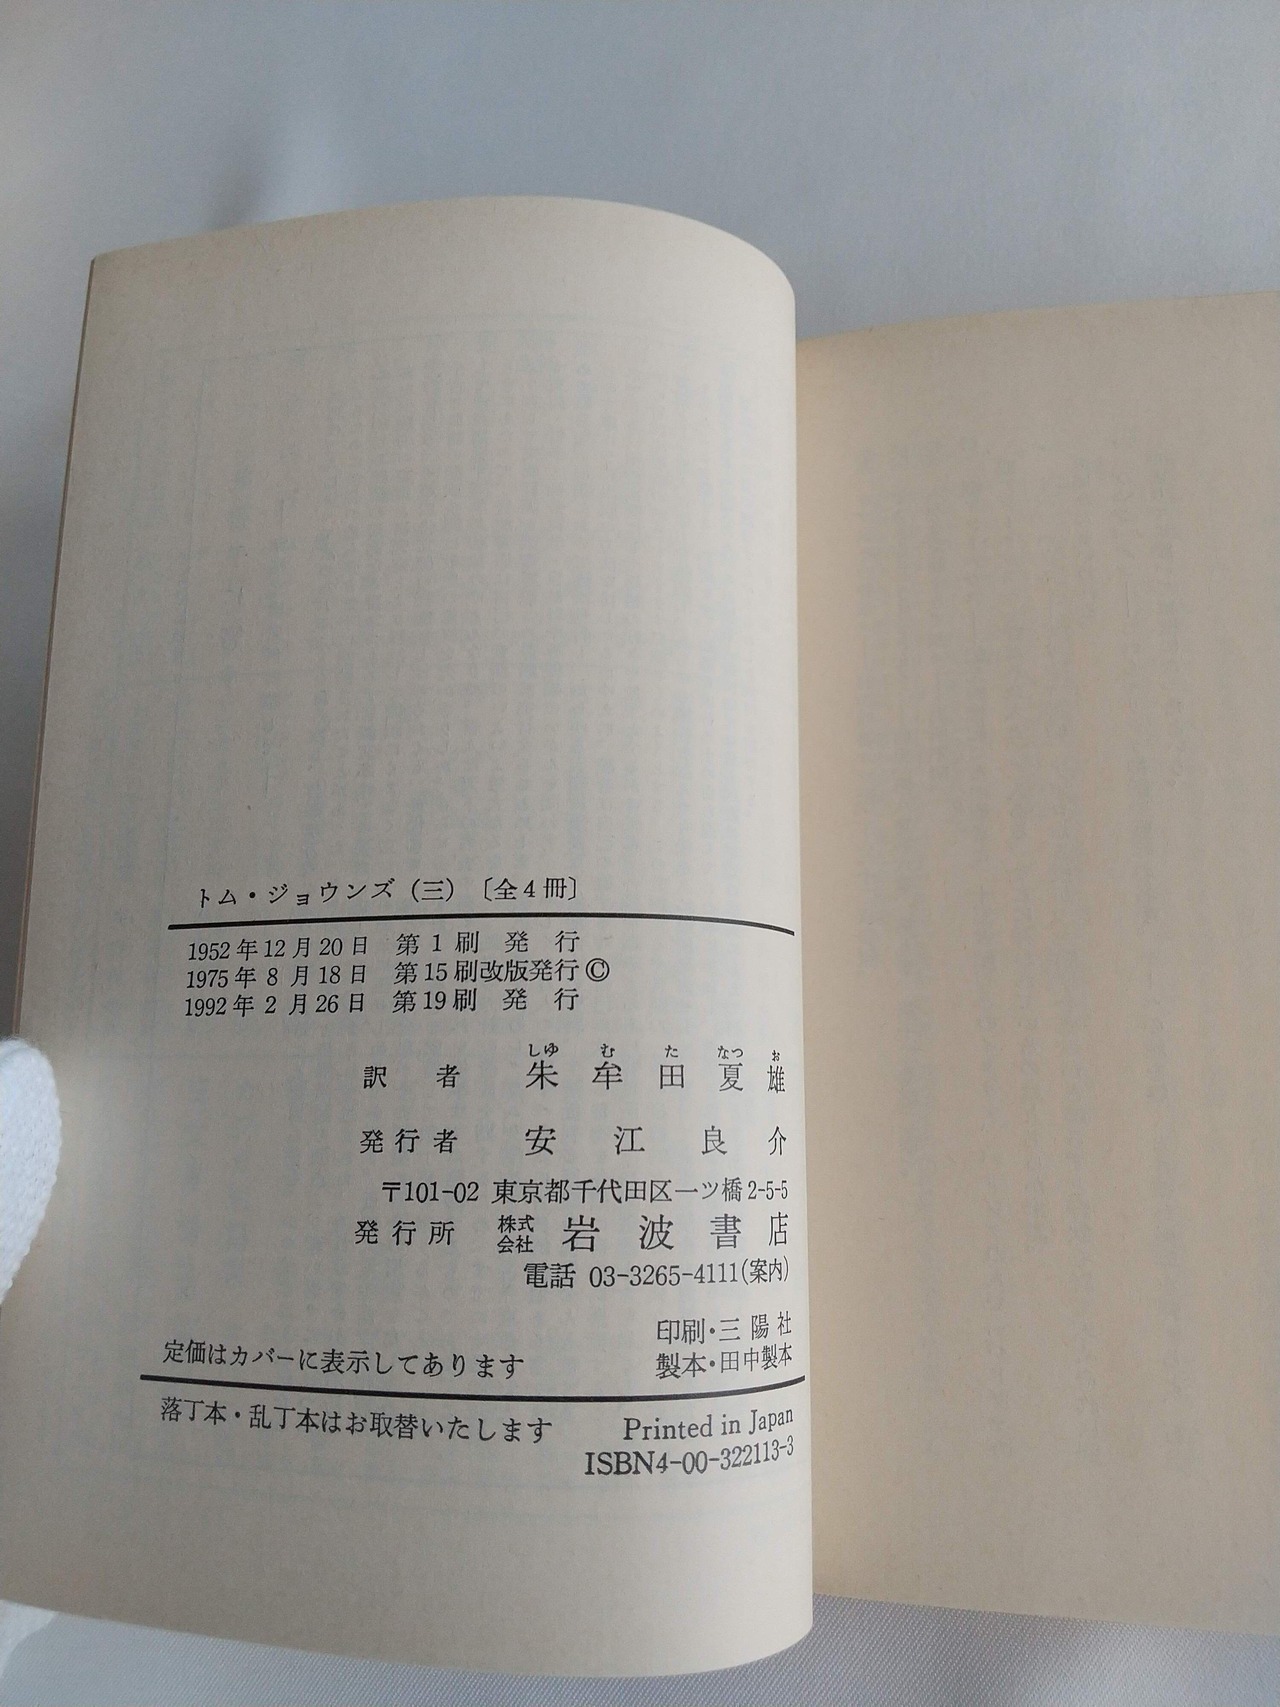 トム・ジョウンズ(三)〔全4冊〕
1952年12月20日 第1刷発行
1975年8月18日 第15刷改版発行©
1992年2月26日 第19刷発行
しゆ む た なつ お
訳者 朱牟田夏雄
発行者 安江良介
〒101-02 東京都千代田区一ツ橋2-5-5
発行所 株式会社 岩波書店
電話 03-3265-4111(案内)
印刷・三陽社
定価はカバーに表示してあります 製本・田中製本
落丁本・乱丁本はお取替いたします Printed in Japan
ISBN4-00-322113-3